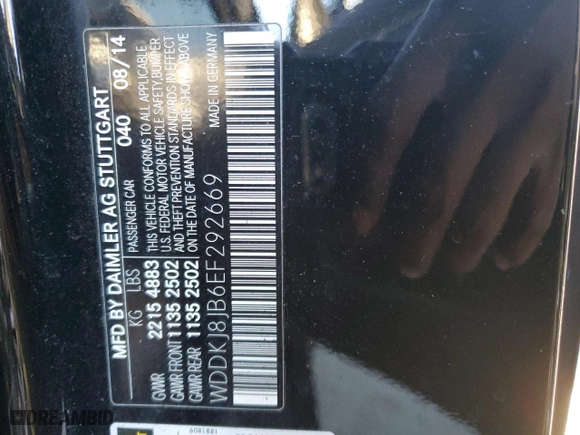 MFD BY DAIMLER AG STUTTGART
040 08/14
KG LBS
PASSENGER CAR
GVWR 2215 4883
GAWR FRONT 1135 2502
GAWR REAR 1135 2502
THIS VEHICLE CONFORMS TO ALL APPLICABLE
U.S. FEDERAL MOTOR VEHICLE SAFETY,BUMPER
AND THEFT PREVENTION STANDARDS IN EFFECT
ON THE DATE OF MANUFACTURE SHOWN ABOVE
WDDKJ8JB6EF292669
MADE IN GERMANY
DREAMBID